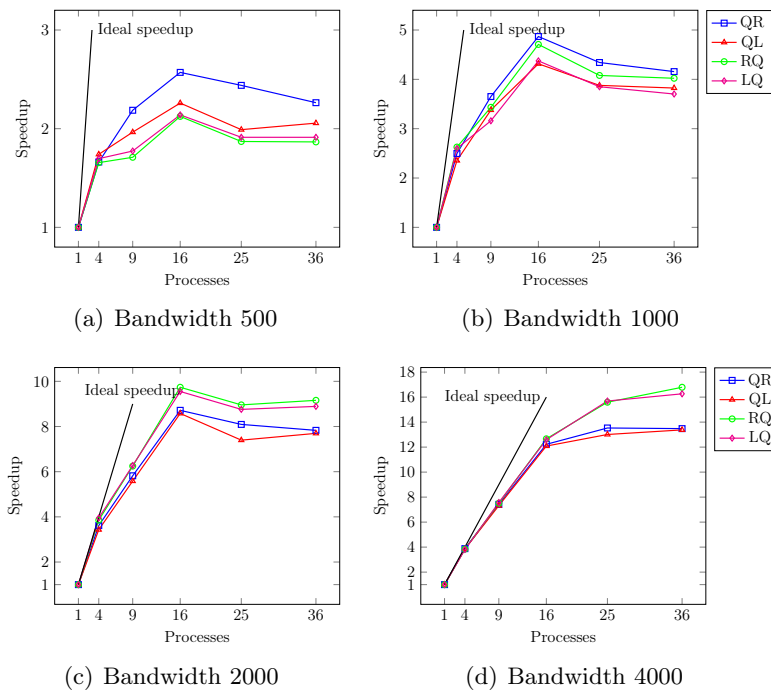 3
2
1
Speedup
Ideal speedup
1 4 9 16 25 36
Processes
(a) Bandwidth 500
5
4
3
2
1
Speedup
Ideal speedup
1 4 9 16 25 36
Processes
(b) Bandwidth 1000
QR
QL
RQ
LQ
10
8
6
4
2
1
Speedup
Ideal speedup
1 4 9 16 25 36
Processes
(c) Bandwidth 2000
18
16
14
12
10
8
6
4
2
1
Speedup
Ideal speedup
1 4 9 16 25 36
Processes
(d) Bandwidth 4000
QR
QL
RQ
LQ